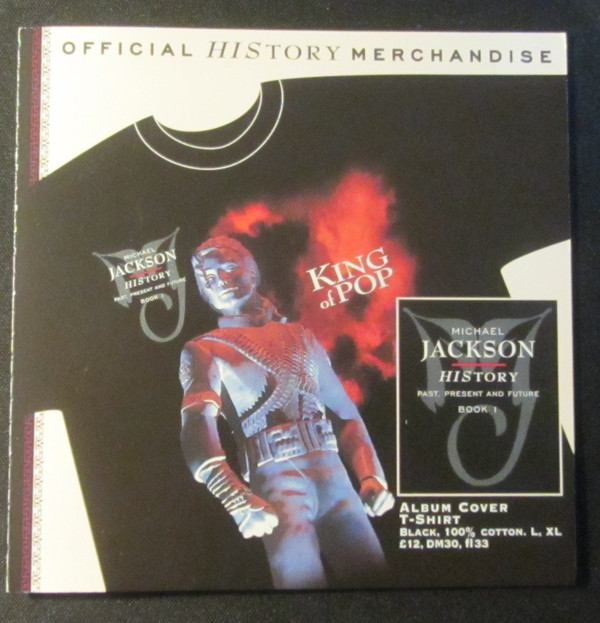 OFFICIAL HISTORY MERCHANDISE
MICHAEL
JACKSON
HISTORY
PAST, PRESENT AND FUTURE
BOOK I
KING
of POP
MICHAEL
JACKSON
HISTORY
PAST, PRESENT AND FUTURE
BOOK I
ALBUM COVER
T-SHIRT
BLACK, 100% COTTON. L, XL
£12, DM30, fl33